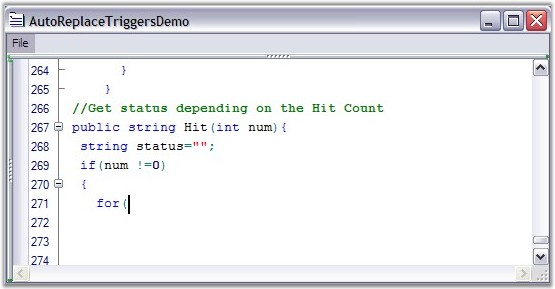 AutoReplaceTriggersDemo
File
264 }
265 }
266 //Get status depending on the Hit Count
267 public string Hit(int num){
268 string status="";
269 if(num !=0)
270 {
271 for(
272
273
274